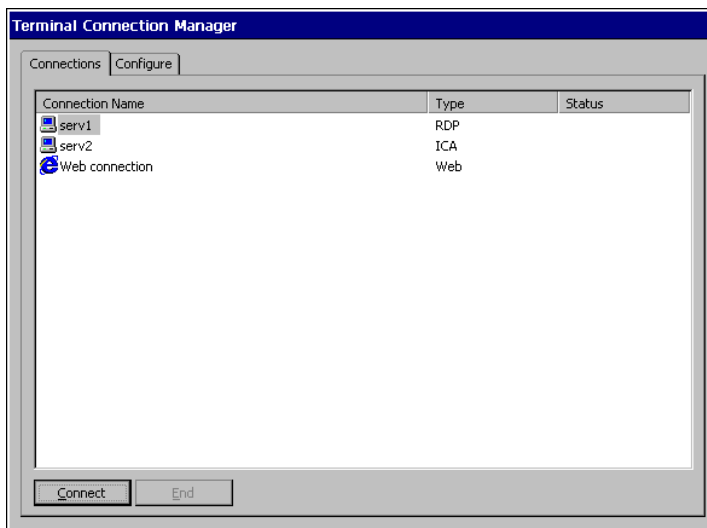 Terminal Connection Manager
Connections Configure
Connection Name Type Status
serv1 RDP
serv2 ICA
Web connection Web
Connect End